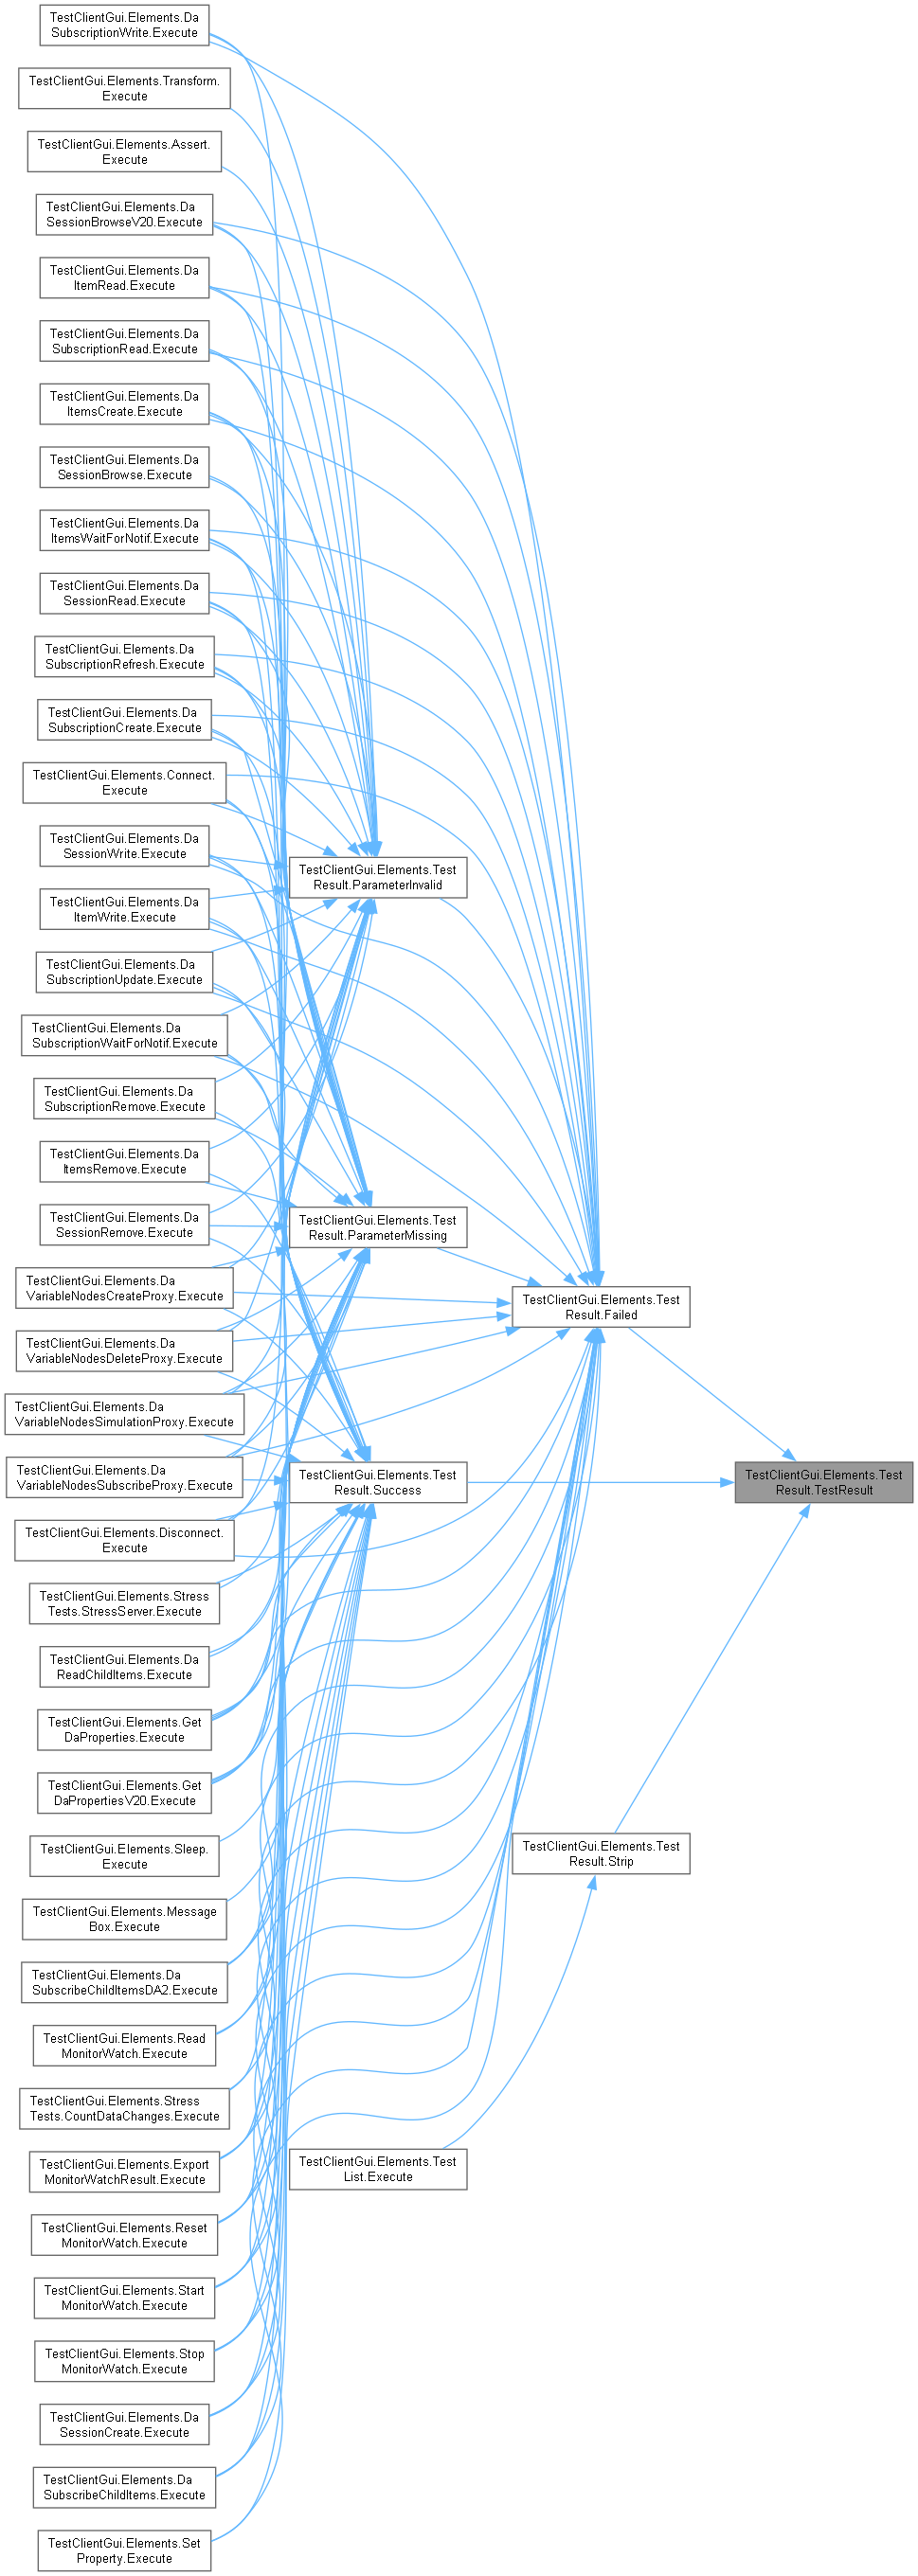 TestClientGui.Elements.Da
SubscriptionWrite.Execute
TestClientGui.Elements.Transform.
Execute
TestClientGui.Elements.Assert.
Execute
TestClientGui.Elements.Da
SessionBrowseV20.Execute
TestClientGui.Elements.Da
ItemRead.Execute
TestClientGui.Elements.Da
SubscriptionRead.Execute
TestClientGui.Elements.Da
ItemsCreate.Execute
TestClientGui.Elements.Da
SessionBrowse.Execute
TestClientGui.Elements.Da
ItemsWaitForNotif.Execute
TestClientGui.Elements.Da
SessionRead.Execute
TestClientGui.Elements.Da
SubscriptionRefresh.Execute
TestClientGui.Elements.Da
SubscriptionCreate.Execute
TestClientGui.Elements.Connect.
Execute
TestClientGui.Elements.Da
SessionWrite.Execute
TestClientGui.Elements.Da
ItemWrite.Execute
TestClientGui.Elements.Da
SubscriptionUpdate.Execute
TestClientGui.Elements.Da
SubscriptionWaitForNotif.Execute
TestClientGui.Elements.Da
SubscriptionRemove.Execute
TestClientGui.Elements.Da
ItemsRemove.Execute
TestClientGui.Elements.Da
SessionRemove.Execute
TestClientGui.Elements.Da
VariableNodesCreateProxy.Execute
TestClientGui.Elements.Da
VariableNodesDeleteProxy.Execute
TestClientGui.Elements.Da
VariableNodesSimulationProxy.Execute
TestClientGui.Elements.Da
VariableNodesSubscribeProxy.Execute
TestClientGui.Elements.Disconnect.
Execute
TestClientGui.Elements.Stress
Tests.StressServer.Execute
TestClientGui.Elements.Da
ReadChildItems.Execute
TestClientGui.Elements.Get
DaProperties.Execute
TestClientGui.Elements.Get
DaPropertiesV20.Execute
TestClientGui.Elements.Sleep.
Execute
TestClientGui.Elements.Message
Box.Execute
TestClientGui.Elements.Da
SubscribeChildItemsDA2.Execute
TestClientGui.Elements.Read
MonitorWatch.Execute
TestClientGui.Elements.Stress
Tests.CountDataChanges.Execute
TestClientGui.Elements.Export
MonitorWatchResult.Execute
TestClientGui.Elements.Reset
MonitorWatch.Execute
TestClientGui.Elements.Start
MonitorWatch.Execute
TestClientGui.Elements.Stop
MonitorWatch.Execute
TestClientGui.Elements.Da
SessionCreate.Execute
TestClientGui.Elements.Da
SubscribeChildItems.Execute
TestClientGui.Elements.Set
Property.Execute
TestClientGui.Elements.Test
Result.ParameterInvalid
TestClientGui.Elements.Test
Result.ParameterMissing
TestClientGui.Elements.Test
Result.Success
TestClientGui.Elements.Test
List.Execute
TestClientGui.Elements.Test
Result.Failed
TestClientGui.Elements.Test
Result.Strip
TestClientGui.Elements.Test
Result.TestResult